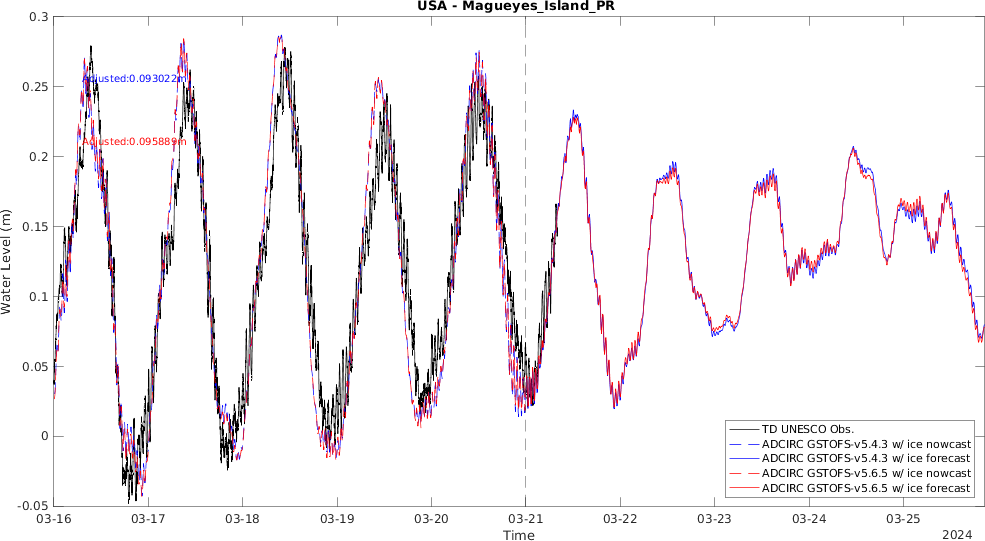 USA - Magueyes_Island_PR
0.3
0.25
0.2
0.15
0.1
0.05
0
-0.05
Water Level (m)
Adjusted:0.093022m
Adjusted:0.095889m
TD UNESCO Obs.
ADCIRC GSTOFS-v5.4.3 w/ ice nowcast
ADCIRC GSTOFS-v5.4.3 w/ ice forecast
ADCIRC GSTOFS-v5.6.5 w/ ice nowcast
ADCIRC GSTOFS-v5.6.5 w/ ice forecast
03-16 03-17 03-18 03-19 03-20 03-21 03-22 03-23 03-24 03-25
Time
2024